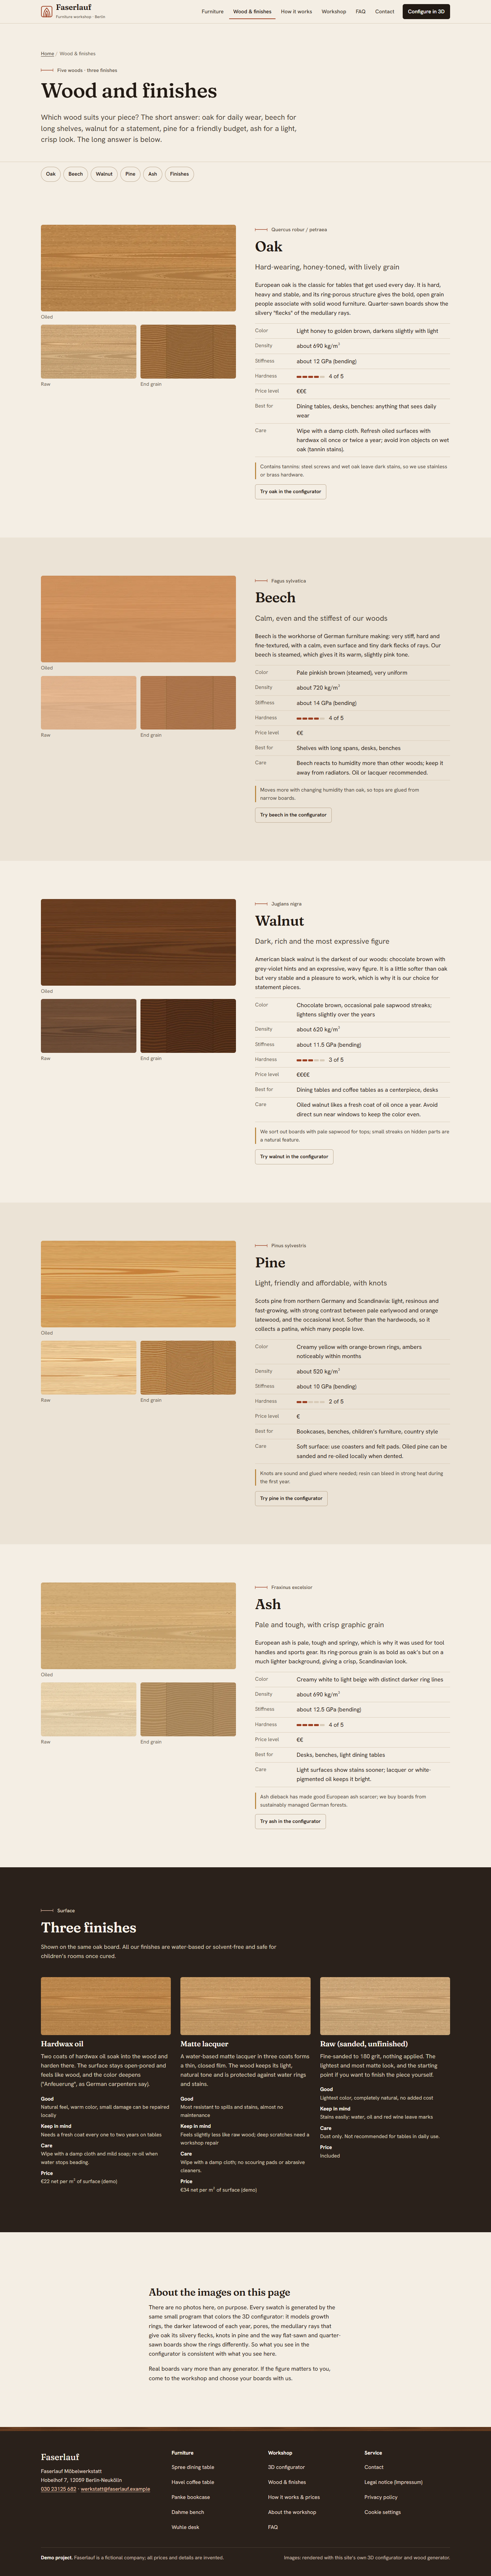 Faserlauf
Furniture workshop · Berlin
Furniture Wood & finishes How it works Workshop FAQ Contact Configure in 3D
Home / Wood & finishes
Five woods · three finishes
Wood and finishes
Which wood suits your piece? The short answer: oak for daily wear, beech for
long shelves, walnut for a statement, pine for a friendly budget, ash for a light,
crisp look. The long answer is below.
Oak Beech Walnut Pine Ash Finishes
Oiled
Raw
End grain
Quercus robur / petraea
Oak
Hard-wearing, honey-toned, with lively grain
European oak is the classic for tables that get used every day. It is hard,
heavy and stable, and its ring-porous structure gives the bold, open grain
people associate with solid wood furniture. Quarter-sawn boards show the
silvery "flecks" of the medullary rays.
Color Light honey to golden brown, darkens slightly with light
Density about 690 kg/m³
Stiffness about 12 GPa (bending)
Hardness 4 of 5
Price level €€€
Best for Dining tables, desks, benches: anything that sees daily
wear
Care Wipe with a damp cloth. Refresh oiled surfaces with
hardwax oil once or twice a year; avoid iron objects on wet
oak (tannin stains).
Contains tannins: steel screws and wet oak leave dark stains, so we use stainless
or brass hardware.
Try oak in the configurator
Oiled
Raw
End grain
Fagus sylvatica
Beech
Calm, even and the stiffest of our woods
Beech is the workhorse of German furniture making: very stiff, hard and
fine-textured, with a calm, even surface and tiny dark flecks of rays. Our
beech is steamed, which gives it its warm, slightly pink tone.
Color Pale pinkish brown (steamed), very uniform
Density about 720 kg/m³
Stiffness about 14 GPa (bending)
Hardness 4 of 5
Price level €€
Best for Shelves with long spans, desks, benches
Care Beech reacts to humidity more than other woods; keep it
away from radiators. Oil or lacquer recommended.
Moves more with changing humidity than oak, so tops are glued from
narrow boards.
Try beech in the configurator
Oiled
Raw
End grain
Juglans nigra
Walnut
Dark, rich and the most expressive figure
American black walnut is the darkest of our woods: chocolate brown with
grey-violet hints and an expressive, wavy figure. It is a little softer than oak
but very stable and a pleasure to work, which is why it is our choice for
statement pieces.
Color Chocolate brown, occasional pale sapwood streaks;
lightens slightly over the years
Density about 620 kg/m³
Stiffness about 11.5 GPa (bending)
Hardness 3 of 5
Price level €€€€
Best for Dining tables and coffee tables as a centerpiece, desks
Care Oiled walnut likes a fresh coat of oil once a year. Avoid
direct sun near windows to keep the color even.
We sort out boards with pale sapwood for tops; small streaks on hidden parts are
a natural feature.
Try walnut in the configurator
Oiled
Raw
End grain
Pinus sylvestris
Pine
Light, friendly and affordable, with knots
Scots pine from northern Germany and Scandinavia: light, resinous and
fast-growing, with strong contrast between pale earlywood and orange
latewood, and the occasional knot. Softer than the hardwoods, so it
collects a patina, which many people love.
Color Creamy yellow with orange-brown rings, ambers
noticeably within months
Density about 520 kg/m³
Stiffness about 10 GPa (bending)
Hardness 2 of 5
Price level €
Best for Bookcases, benches, children's furniture, country style
Care Soft surface: use coasters and felt pads. Oiled pine can be
sanded and re-oiled locally when dented.
Knots are sound and glued where needed; resin can bleed in strong heat during
the first year.
Try pine in the configurator
Oiled
Raw
End grain
Fraxinus excelsior
Ash
Pale and tough, with crisp graphic grain
European ash is pale, tough and springy, which is why it was used for tool
handles and sports gear. Its ring-porous grain is as bold as oak's but on a
much lighter background, giving a crisp, Scandinavian look.
Color Creamy white to light beige with distinct darker ring lines
Density about 690 kg/m³
Stiffness about 12.5 GPa (bending)
Hardness 4 of 5
Price level €€
Best for Desks, benches, light dining tables
Care Light surfaces show stains sooner; lacquer or white-
pigmented oil keeps it bright.
Ash dieback has made good European ash scarcer; we buy boards from
sustainably managed German forests.
Try ash in the configurator
Surface
Three finishes
Shown on the same oak board. All our finishes are water-based or solvent-free and safe for
children's rooms once cured.
Hardwax oil
Two coats of hardwax oil soak into the wood and
harden there. The surface stays open-pored and
feels like wood, and the color deepens
("Anfeuerung", as German carpenters say).
Good
Natural feel, warm color, small damage can be repaired
locally
Keep in mind
Needs a fresh coat every one to two years on tables
Care
Wipe with a damp cloth and mild soap; re-oil when
water stops beading.
Price
€22 net per m² of surface (demo)
Matte lacquer
A water-based matte lacquer in three coats forms
a thin, closed film. The wood keeps its light,
natural tone and is protected against water rings
and stains.
Good
Most resistant to spills and stains, almost no
maintenance
Keep in mind
Feels slightly less like raw wood; deep scratches need a
workshop repair
Care
Wipe with a damp cloth; no scouring pads or abrasive
cleaners.
Price
€34 net per m² of surface (demo)
Raw (sanded, unfinished)
Fine-sanded to 180 grit, nothing applied. The
lightest and most matte look, and the starting
point if you want to finish the piece yourself.
Good
Lightest color, completely natural, no added cost
Keep in mind
Stains easily: water, oil and red wine leave marks
Care
Dust only. Not recommended for tables in daily use.
Price
Included
About the images on this page
There are no photos here, on purpose. Every swatch is generated by the
same small program that colors the 3D configurator: it models growth
rings, the darker latewood of each year, pores, the medullary rays that
give oak its silvery flecks, knots in pine and the way flat-sawn and quarter-
sawn boards show the rings differently. So what you see in the
configurator is consistent with what you see here.
Real boards vary more than any generator. If the figure matters to you,
come to the workshop and choose your boards with us.
Faserlauf
Faserlauf Möbelwerkstatt
Hobelhof 7, 12059 Berlin-Neukölln
030 23125 682 · werkstatt@faserlauf.example
Furniture
Spree dining table
Havel coffee table
Panke bookcase
Dahme bench
Wuhle desk
Workshop
3D configurator
Wood & finishes
How it works & prices
About the workshop
FAQ
Service
Contact
Legal notice (Impressum)
Privacy policy
Cookie settings
Demo project. Faserlauf is a fictional company; all prices and details are invented.
Images: rendered with this site's own 3D configurator and wood generator.